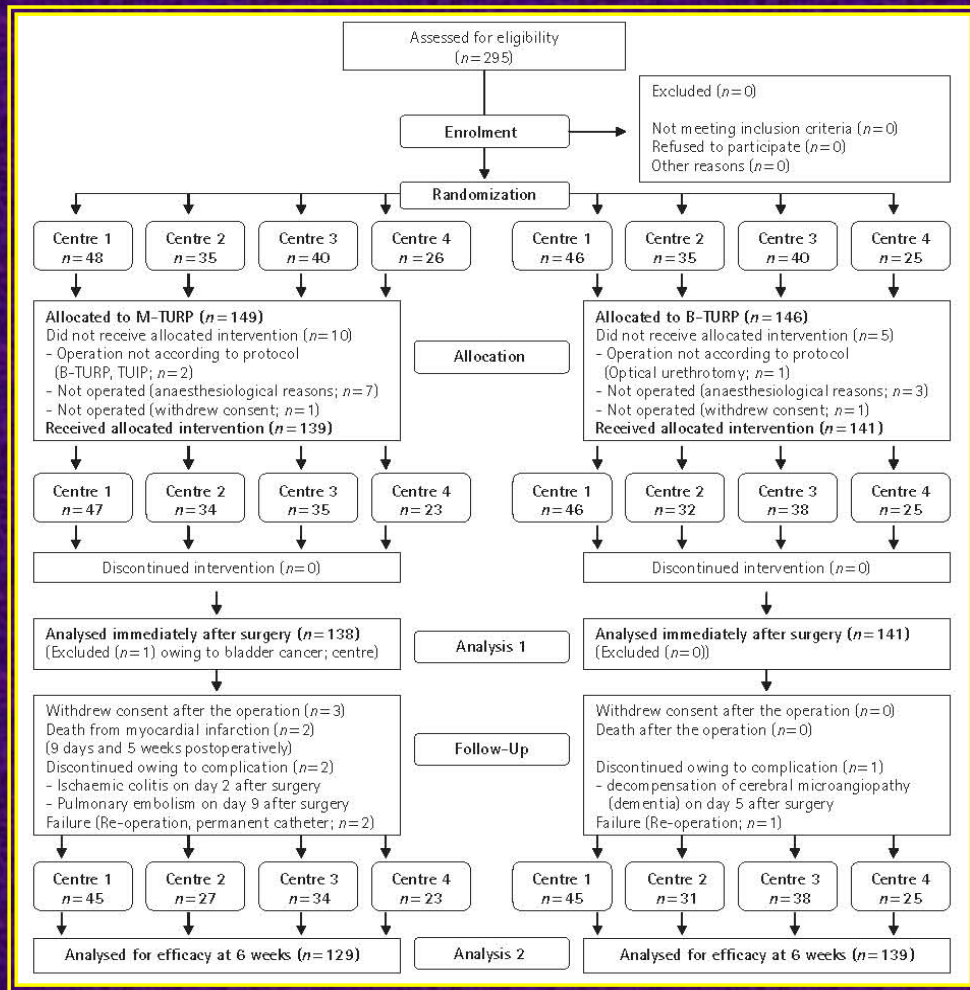 Assessed for eligibility
(n=295)
Excluded (n=0)
Not meeting inclusion criteria (n=0)
Refused to participate (n=0)
Other reasons (n=0)
Enrolment
Randomization
Centre 1
n=48
Centre 2
n=35
Centre 3
n=40
Centre 4
n=26
Centre 1
n=46
Centre 2
n=35
Centre 3
n=40
Centre 4
n=25
Allocated to M-TURP (n=149)
Did not receive allocated intervention (n=10)
- Operation not according to protocol
(B-TURP, TUIP; n=2)
- Not operated (anaesthesiological reasons; n=7)
- Not operated (withdrew consent; n=1)
Received allocated intervention (n=139)
Allocation
Allocated to B-TURP (n=146)
Did not receive allocated intervention (n=5)
- Operation not according to protocol
(Optical urethrotomy; n=1)
- Not operated (anaesthesiological reasons; n=3)
- Not operated (withdrew consent; n=1)
Received allocated intervention (n=141)
Centre 1
n=47
Centre 2
n=34
Centre 3
n=35
Centre 4
n=23
Centre 1
n=46
Centre 2
n=32
Centre 3
n=38
Centre 4
n=25
Discontinued intervention (n=0)
Discontinued intervention (n=0)
Analysed immediately after surgery (n=138)
(Excluded (n=1) owing to bladder cancer; centre)
Analysis 1
Analysed immediately after surgery (n=141)
(Excluded (n=0))
Withdrew consent after the operation (n=3)
Death from myocardial infarction (n=2)
(9 days and 5 weeks postoperatively)
Discontinued owing to complication (n=2)
- Ischaemic colitis on day 2 after surgery
- Pulmonary embolism on day 9 after surgery
Failure (Re-operation, permanent catheter; n=2)
Follow-Up
Withdrew consent after the operation (n=0)
Death after the operation (n=0)
Discontinued owing to complication (n=1)
- decompensation of cerebral microangiopathy
(dementia) on day 5 after surgery
Failure (Re-operation; n=1)
Centre 1
n=45
Centre 2
n=27
Centre 3
n=34
Centre 4
n=23
Centre 1
n=45
Centre 2
n=31
Centre 3
n=38
Centre 4
n=25
Analysed for efficacy at 6 weeks (n=129)
Analysis 2
Analysed for efficacy at 6 weeks (n=139)